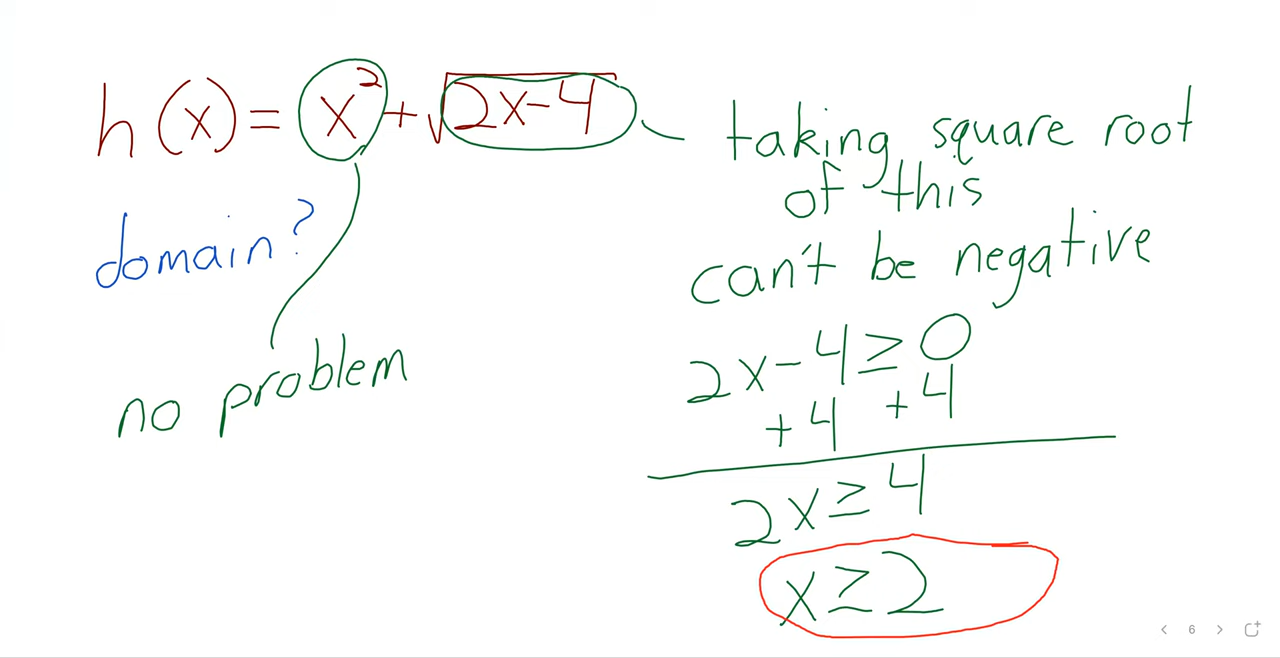 h(x) = x² + √2x-4
domain?
no problem
taking square root
of this
can't be negative
2x-4 ≥ 0
+4 +4
2x ≥ 4
x ≥ 2
< 6 >